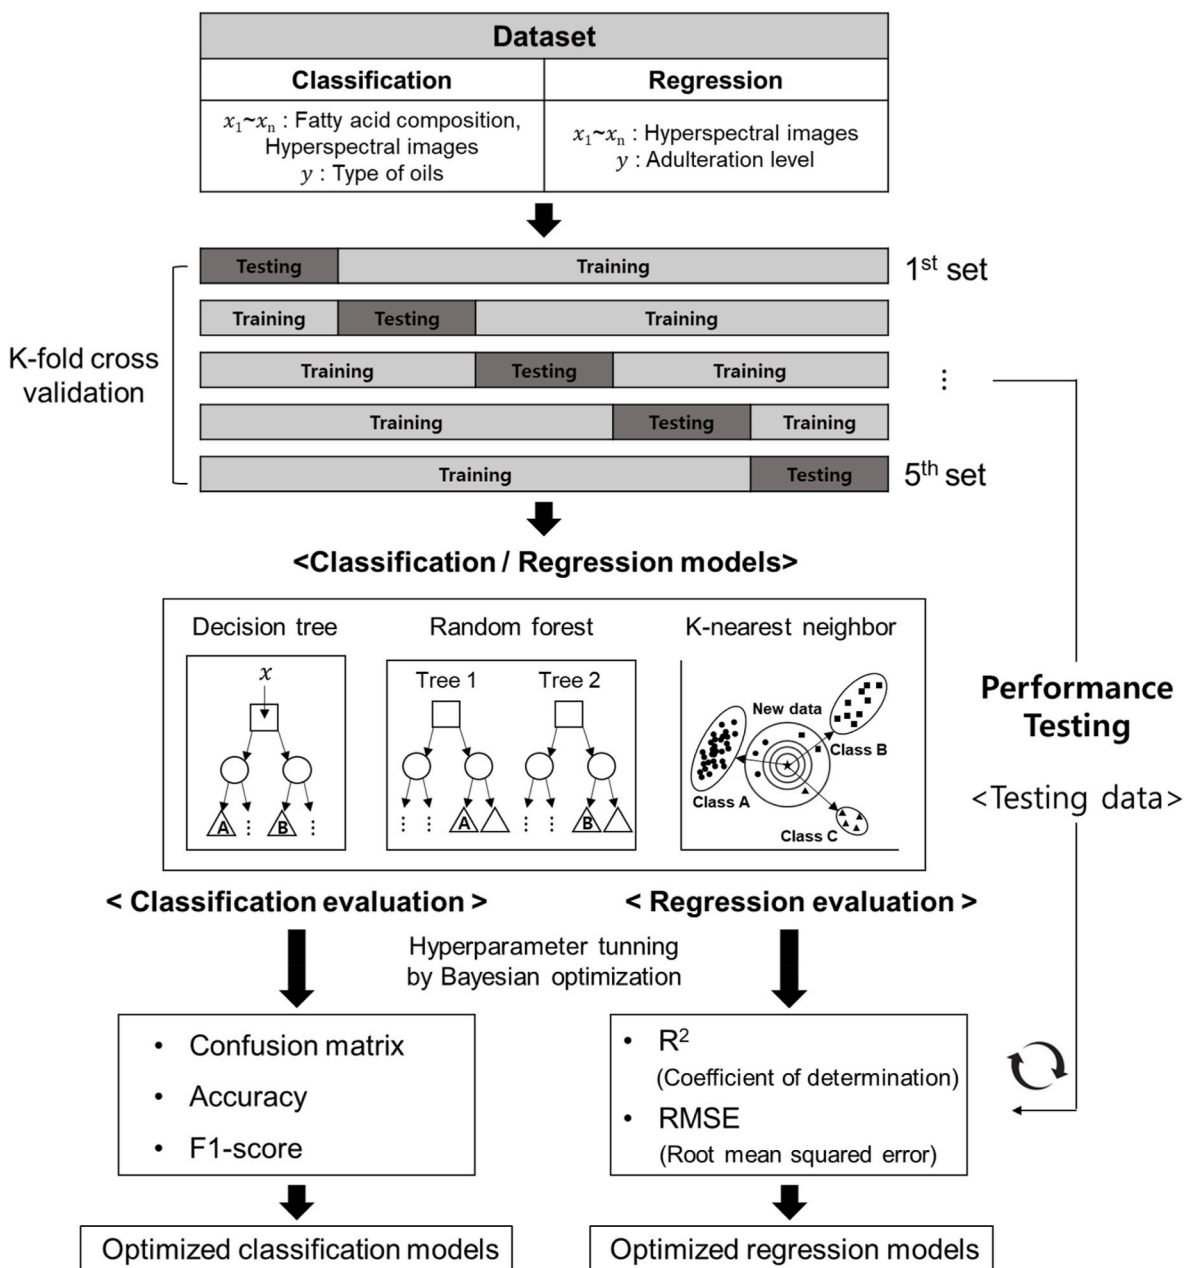 Dataset
Classification
Regression
x₁~xₙ : Fatty acid composition,
Hyperspectral images
y : Type of oils
x₁~xₙ : Hyperspectral images
y : Adulteration level
Testing Training 1st set
Training Testing Training
K-fold cross
validation
Training Testing Training ⋮
Training Testing Training
Training Testing 5th set
<Classification / Regression models>
Decision tree
Random forest
K-nearest neighbor
x
A ⋮ B ⋮
Tree 1 Tree 2
⋮ ⋮ A ⋮ ⋮ B
New data
Class A
Class B
Class C
Performance
Testing
<Testing data>
< Classification evaluation >
< Regression evaluation >
Hyperparameter tunning
by Bayesian optimization
• Confusion matrix
• Accuracy
• F1-score
• R²
(Coefficient of determination)
• RMSE
(Root mean squared error)
Optimized classification models
Optimized regression models